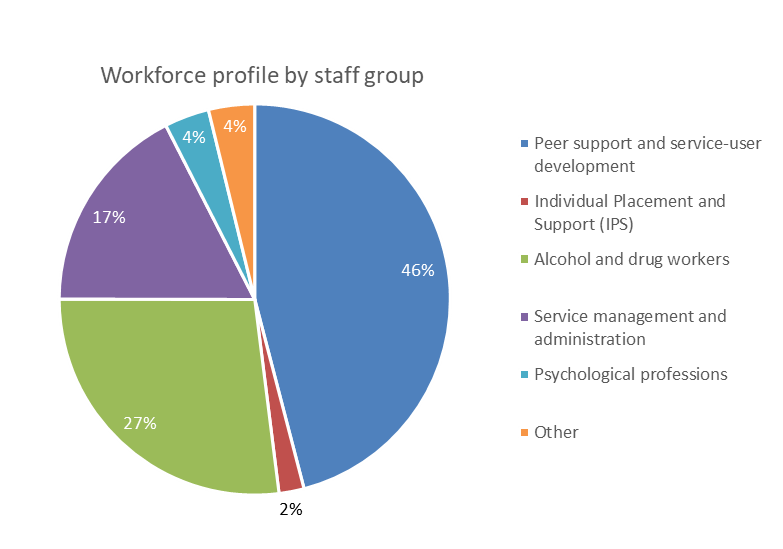 Workforce profile by staff group
4%
4%
17%
46%
27%
2%
Peer support and service-user
development
Individual Placement and
Support (IPS)
Alcohol and drug workers
Service management and
administration
Psychological professions
Other